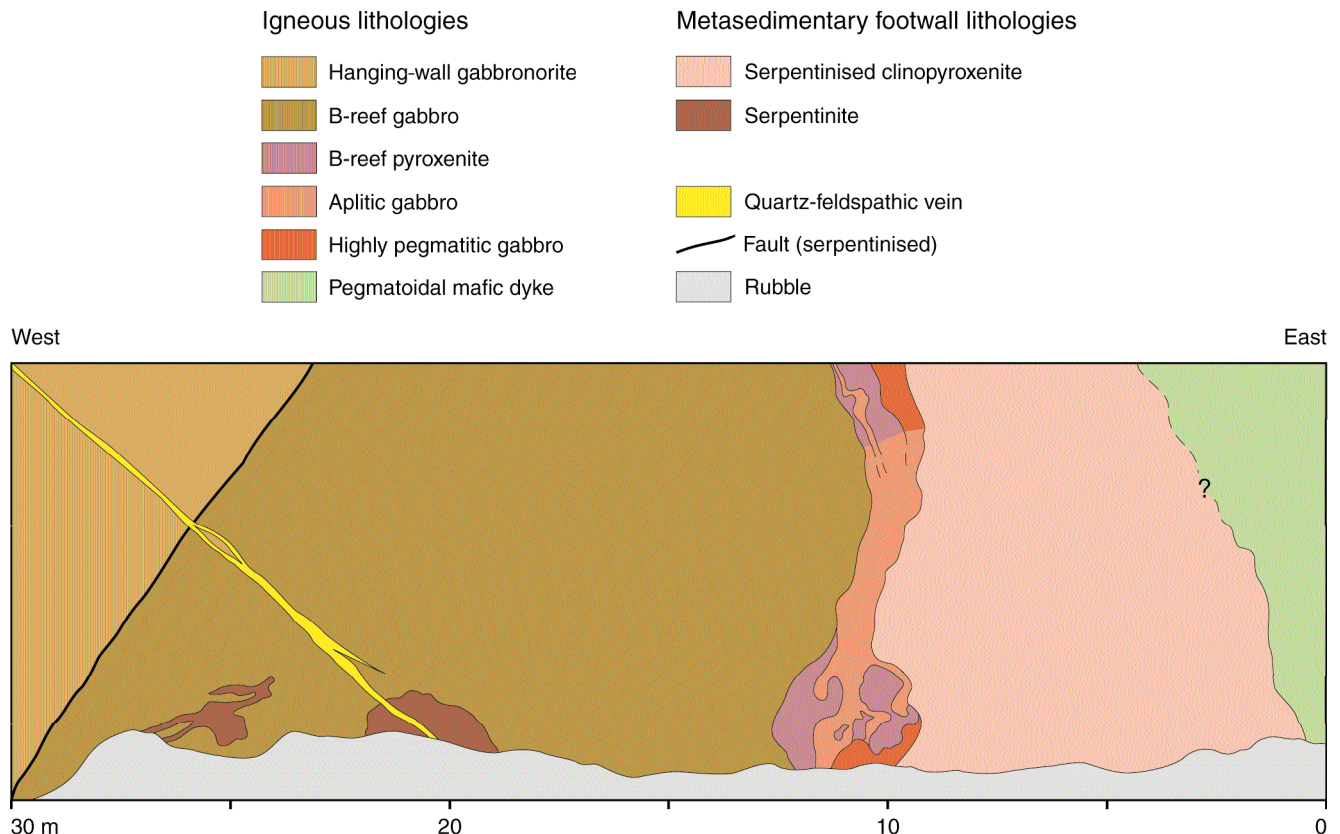 Igneous lithologies
Hanging-wall gabbronorite
B-reef gabbro
B-reef pyroxenite
Aplitic gabbro
Highly pegmatitic gabbro
Pegmatoidal mafic dyke
Metasedimentary footwall lithologies
Serpentinised clinopyroxenite
Serpentinite
Quartz-feldspathic vein
Fault (serpentinised)
Rubble
West
East
?
30 m
20
10
0